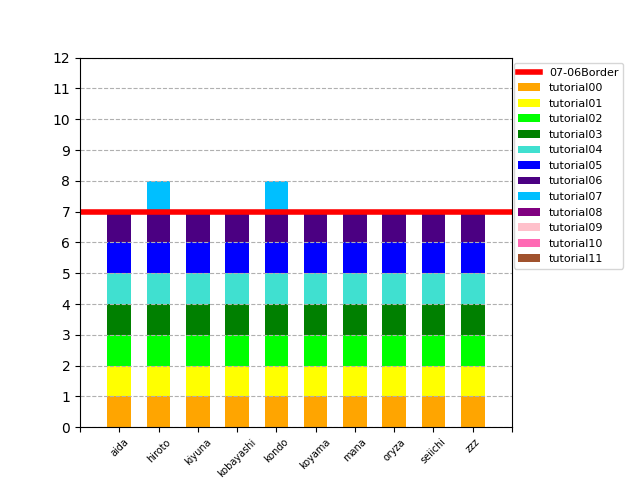 12
11
10
9
8
7
6
5
4
3
2
1
0
aida
hiroto
kiyuna
kobayashi
kondo
koyama
mana
oryza
seiichi
zzz
07-06Border
tutorial00
tutorial01
tutorial02
tutorial03
tutorial04
tutorial05
tutorial06
tutorial07
tutorial08
tutorial09
tutorial10
tutorial11